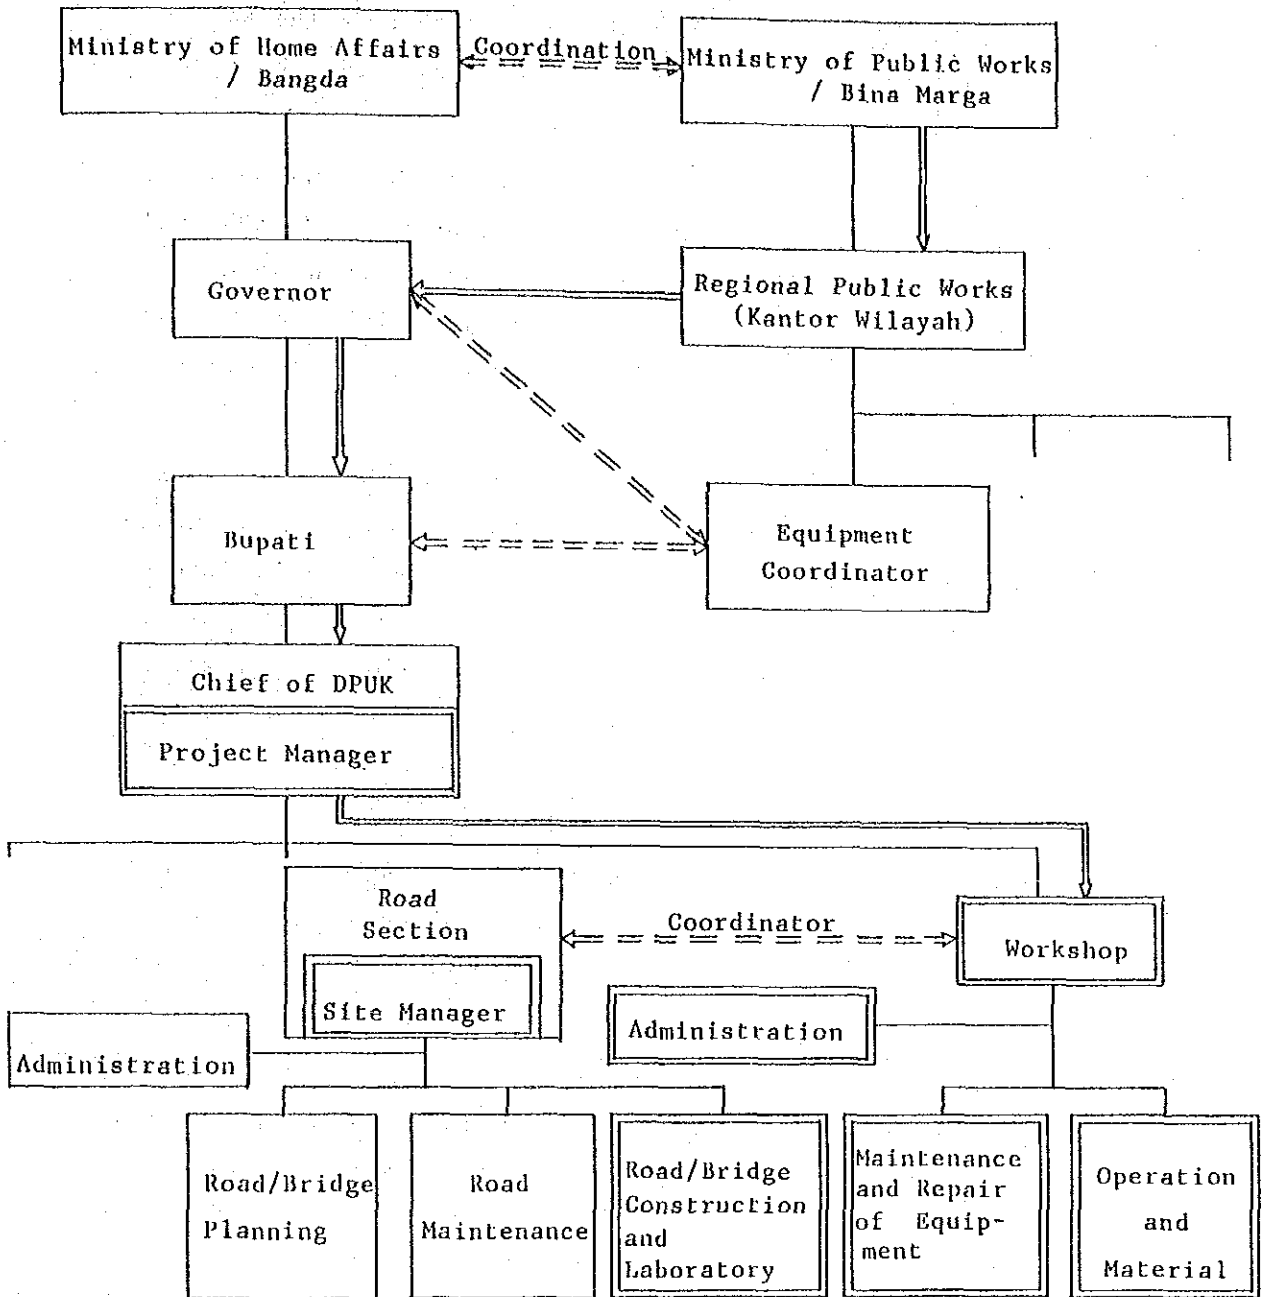 Ministry of Home Affairs
/ Bangda
Coordination
Ministry of Public Works
/ Bina Marga
Governor
Regional Public Works
(Kantor Wilayah)
Bupati
Equipment
Coordinator
Chief of DPUK
Project Manager
Road
Section
Site Manager
Coordinator
Workshop
Administration
Administration
Road/Bridge
Planning
Road
Maintenance
Road/Bridge
Construction
and
Laboratory
Maintenance
and Repair
of Equip-
ment
Operation
and
Material